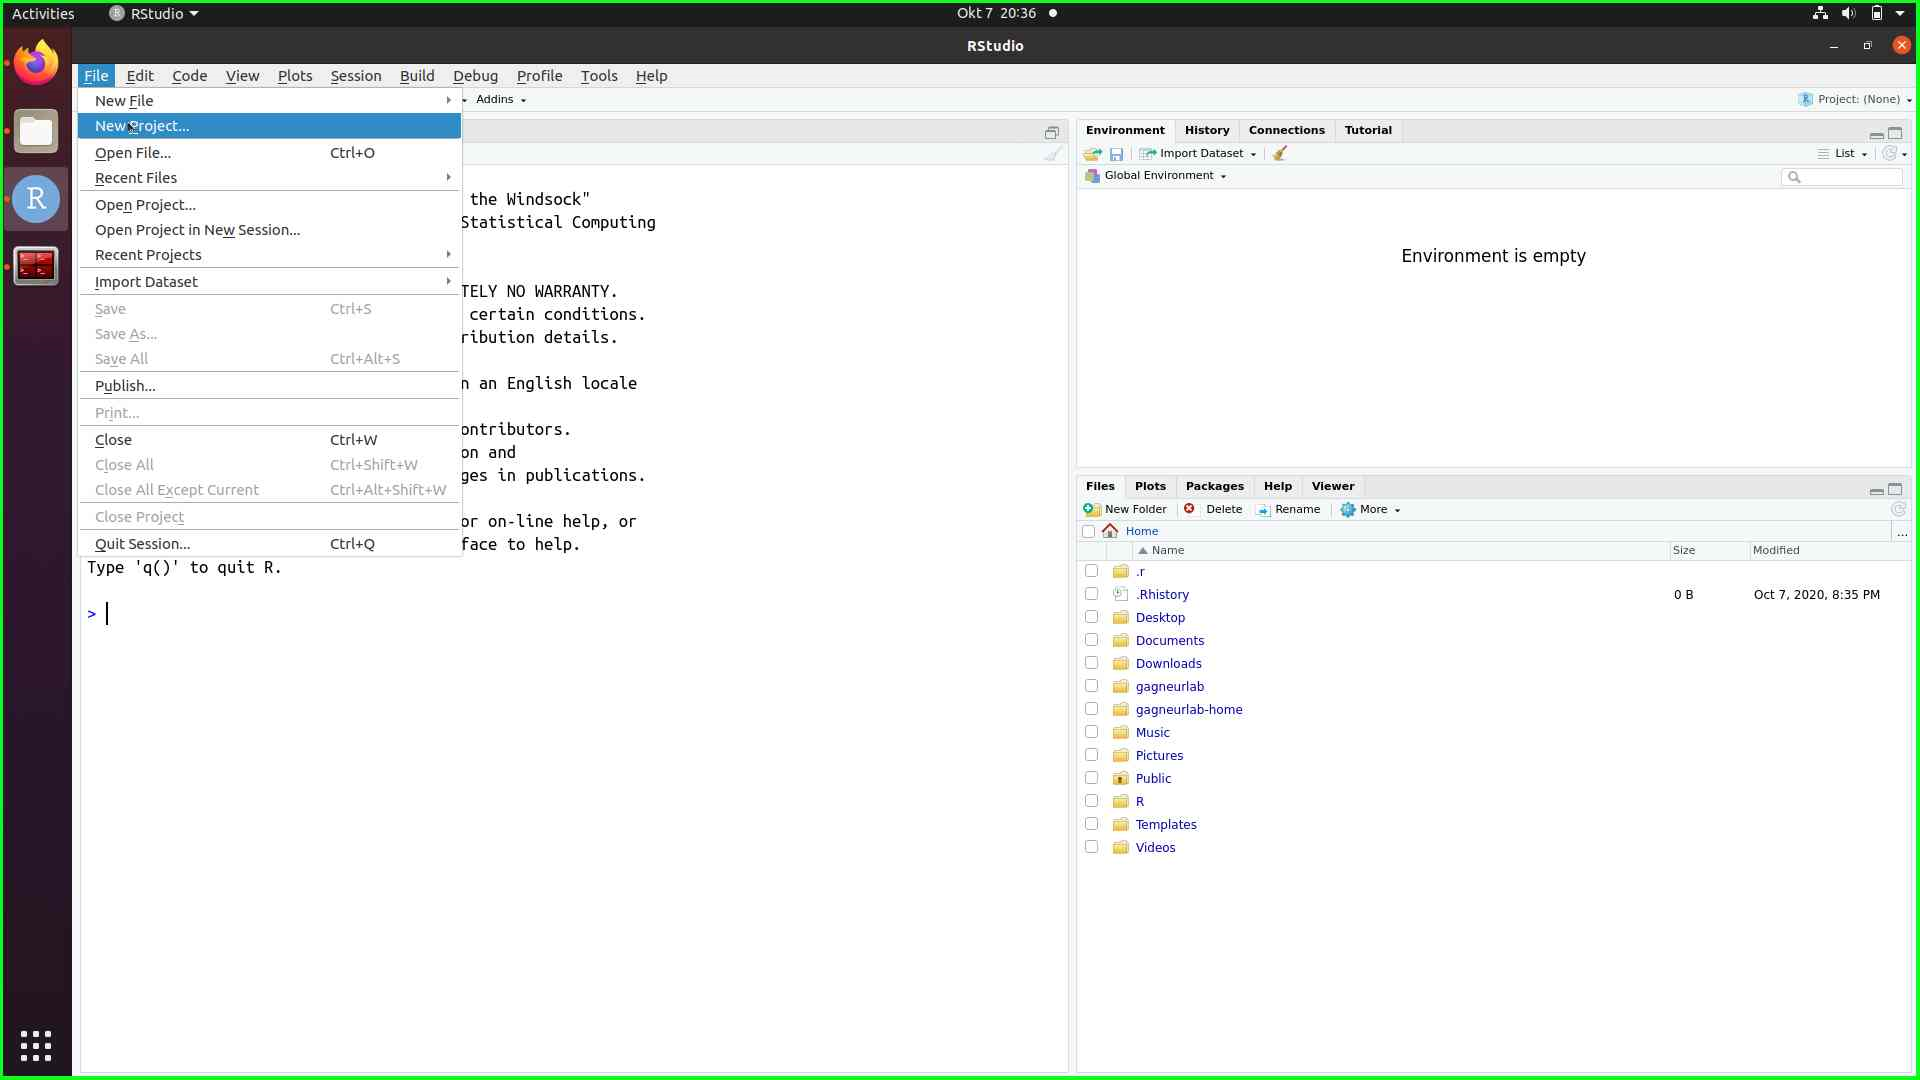 Activities
RStudio
Okt 7 20:36
RStudio
File Edit Code View Plots Session Build Debug Profile Tools Help
Addins
Project: (None)
New File
New Project...
Open File... Ctrl+O
Recent Files
Open Project...
Open Project in New Session...
Recent Projects
Import Dataset
Save Ctrl+S
Save As...
Save All Ctrl+Alt+S
Publish...
Print...
Close Ctrl+W
Close All Ctrl+Shift+W
Close All Except Current Ctrl+Alt+Shift+W
Close Project
Quit Session... Ctrl+Q
the Windsock"
Statistical Computing
TELY NO WARRANTY.
certain conditions.
ribution details.
n an English locale
ontributors.
on and
ges in publications.
or on-line help, or
face to help.
Type 'q()' to quit R.
>
Environment History Connections Tutorial
Import Dataset
List
Global Environment
Environment is empty
Files Plots Packages Help Viewer
New Folder Delete Rename More
Home
...
Name Size Modified
.r
.Rhistory 0 B Oct 7, 2020, 8:35 PM
Desktop
Documents
Downloads
gagneurlab
gagneurlab-home
Music
Pictures
Public
R
Templates
Videos